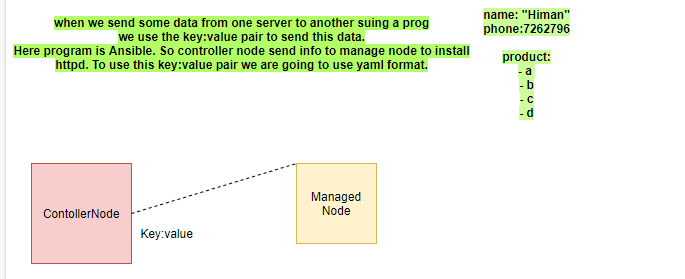 when we send some data from one server to another suing a prog
we use the key:value pair to send this data.
Here program is Ansible. So controller node send info to manage node to install
httpd. To use this key:value pair we are going to use yaml format.
name: "Himan"
phone:7262796
product:
- a
- b
- c
- d
ContollerNode
Key:value
Managed
Node